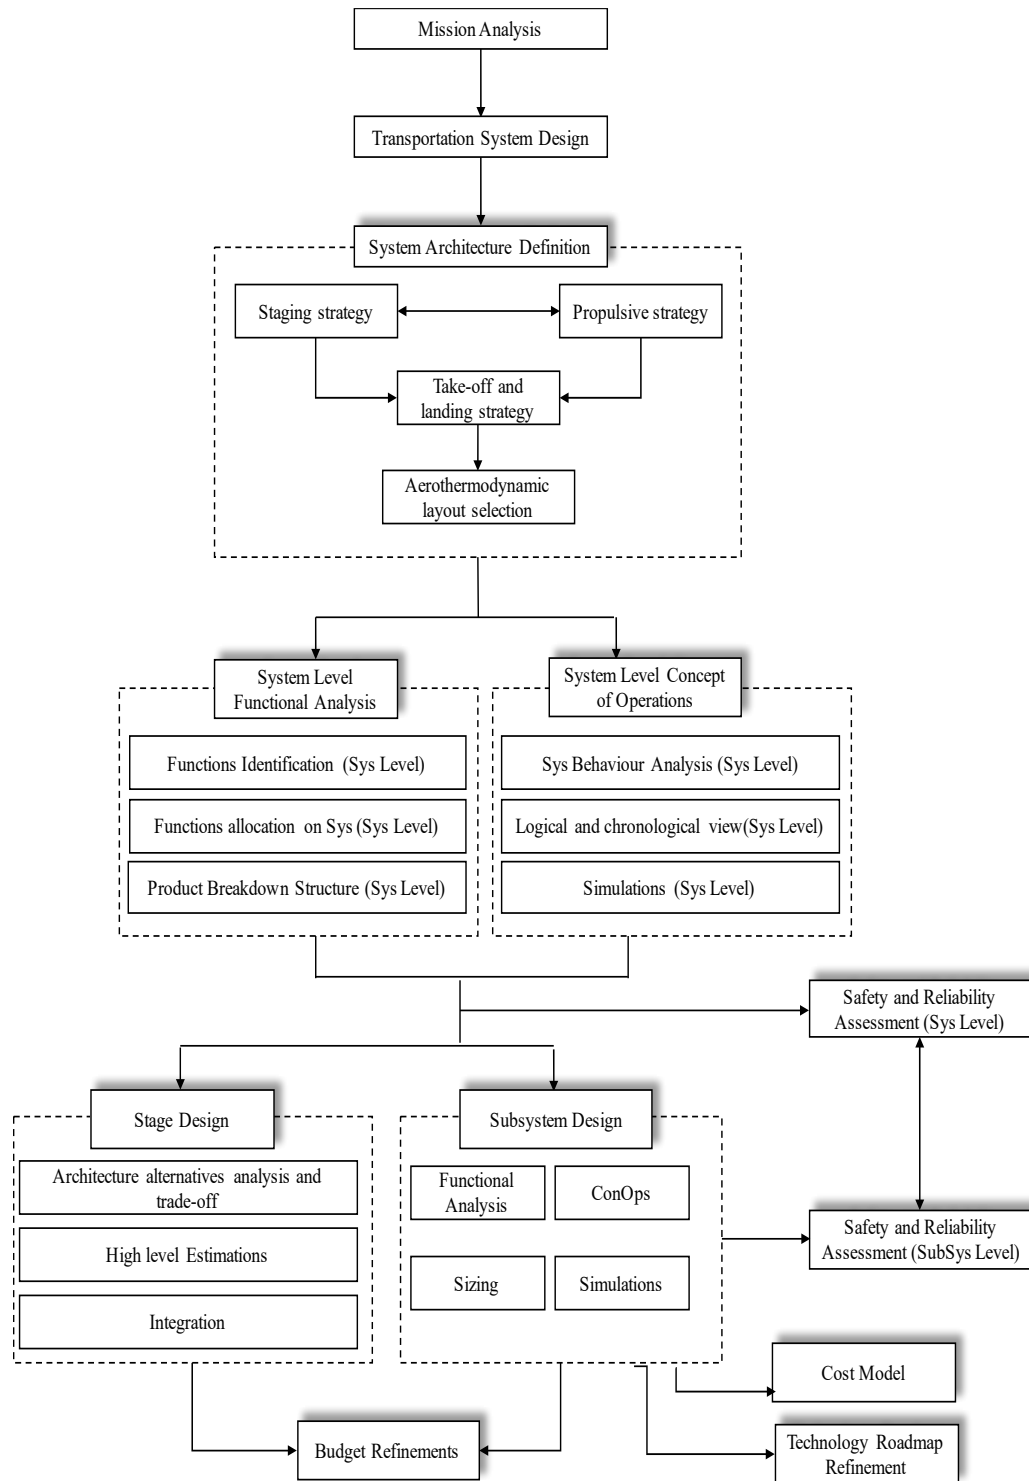 Mission Analysis
Transportation System Design
System Architecture Definition
Staging strategy
Propulsive strategy
Take-off and
landing strategy
Aerothermodynamic
layout selection
System Level
Functional Analysis
System Level Concept
of Operations
Functions Identification (Sys Level)
Functions allocation on Sys (Sys Level)
Product Breakdown Structure (Sys Level)
Sys Behaviour Analysis (Sys Level)
Logical and chronological view(Sys Level)
Simulations (Sys Level)
Safety and Reliability
Assessment (Sys Level)
Stage Design
Subsystem Design
Architecture alternatives analysis and
trade-off
High level Estimations
Integration
Functional
Analysis
ConOps
Sizing
Simulations
Safety and Reliability
Assessment (SubSys Level)
Cost Model
Budget Refinements
Technology Roadmap
Refinement